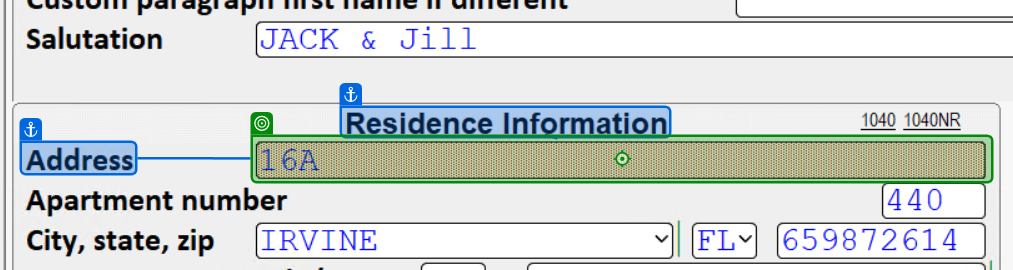 Custom paragraph first name if different
Salutation JACK & Jill
Residence Information 1040 1040NR
Address 16A
Apartment number 440
City, state, zip IRVINE FL 659872614